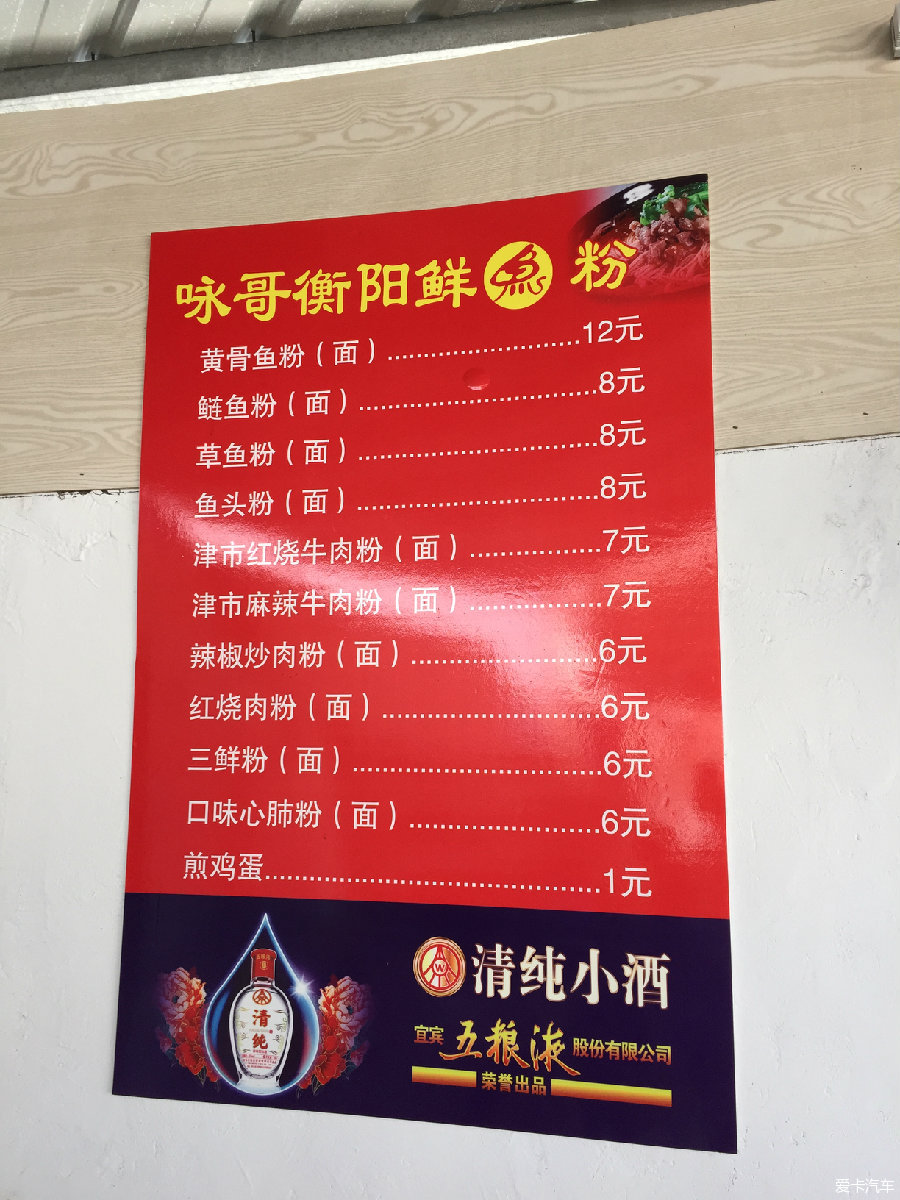 咏哥衡阳鲜魚粉
黄骨鱼粉（面）..............................12元
鲢鱼粉（面）....................................8元
草鱼粉（面）....................................8元
鱼头粉（面）....................................8元
津市红烧牛肉粉（面）....................7元
津市麻辣牛肉粉（面）....................7元
辣椒炒肉粉（面）............................6元
红烧肉粉（面）................................6元
三鲜粉（面）....................................6元
口味心肺粉（面）............................6元
煎鸡蛋................................................1元
清纯
清纯小酒
宜宾五粮液股份有限公司
荣誉出品
爱卡汽车